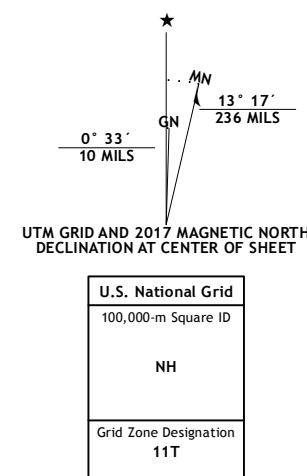 ★
MN
GN
13° 17´
236 MILS
0° 33´
10 MILS
UTM GRID AND 2017 MAGNETIC NORTH
DECLINATION AT CENTER OF SHEET
U.S. National Grid
100,000-m Square ID
NH
Grid Zone Designation
11T